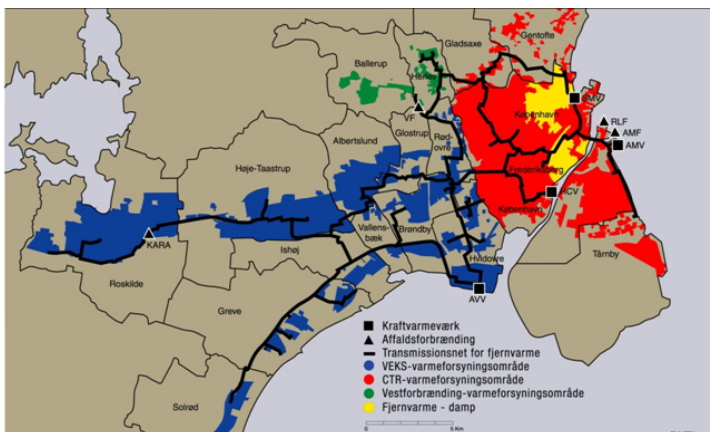 Gentofte
Gladsaxe
Ballerup
Herlev
SMV
VF
København
RLF
AMF
AMV
Albertslund
Glostrup
Rød-
ovre
Høje-Taastrup
Frederiksberg
HCV
København
Vallens-
bæk
Brøndby
KARA
Ishøj
Hvidovre
Tårnby
Roskilde
AVV
Greve
Solrød
Kraftvarmeværk
Affaldsforbrænding
Transmissionsnet for fjernvarme
VEKS-varmeforsyningsområde
CTR-varmeforsyningsområde
Vestforbrænding-varmeforsyningsområde
Fjernvarme - damp
0
5 Km